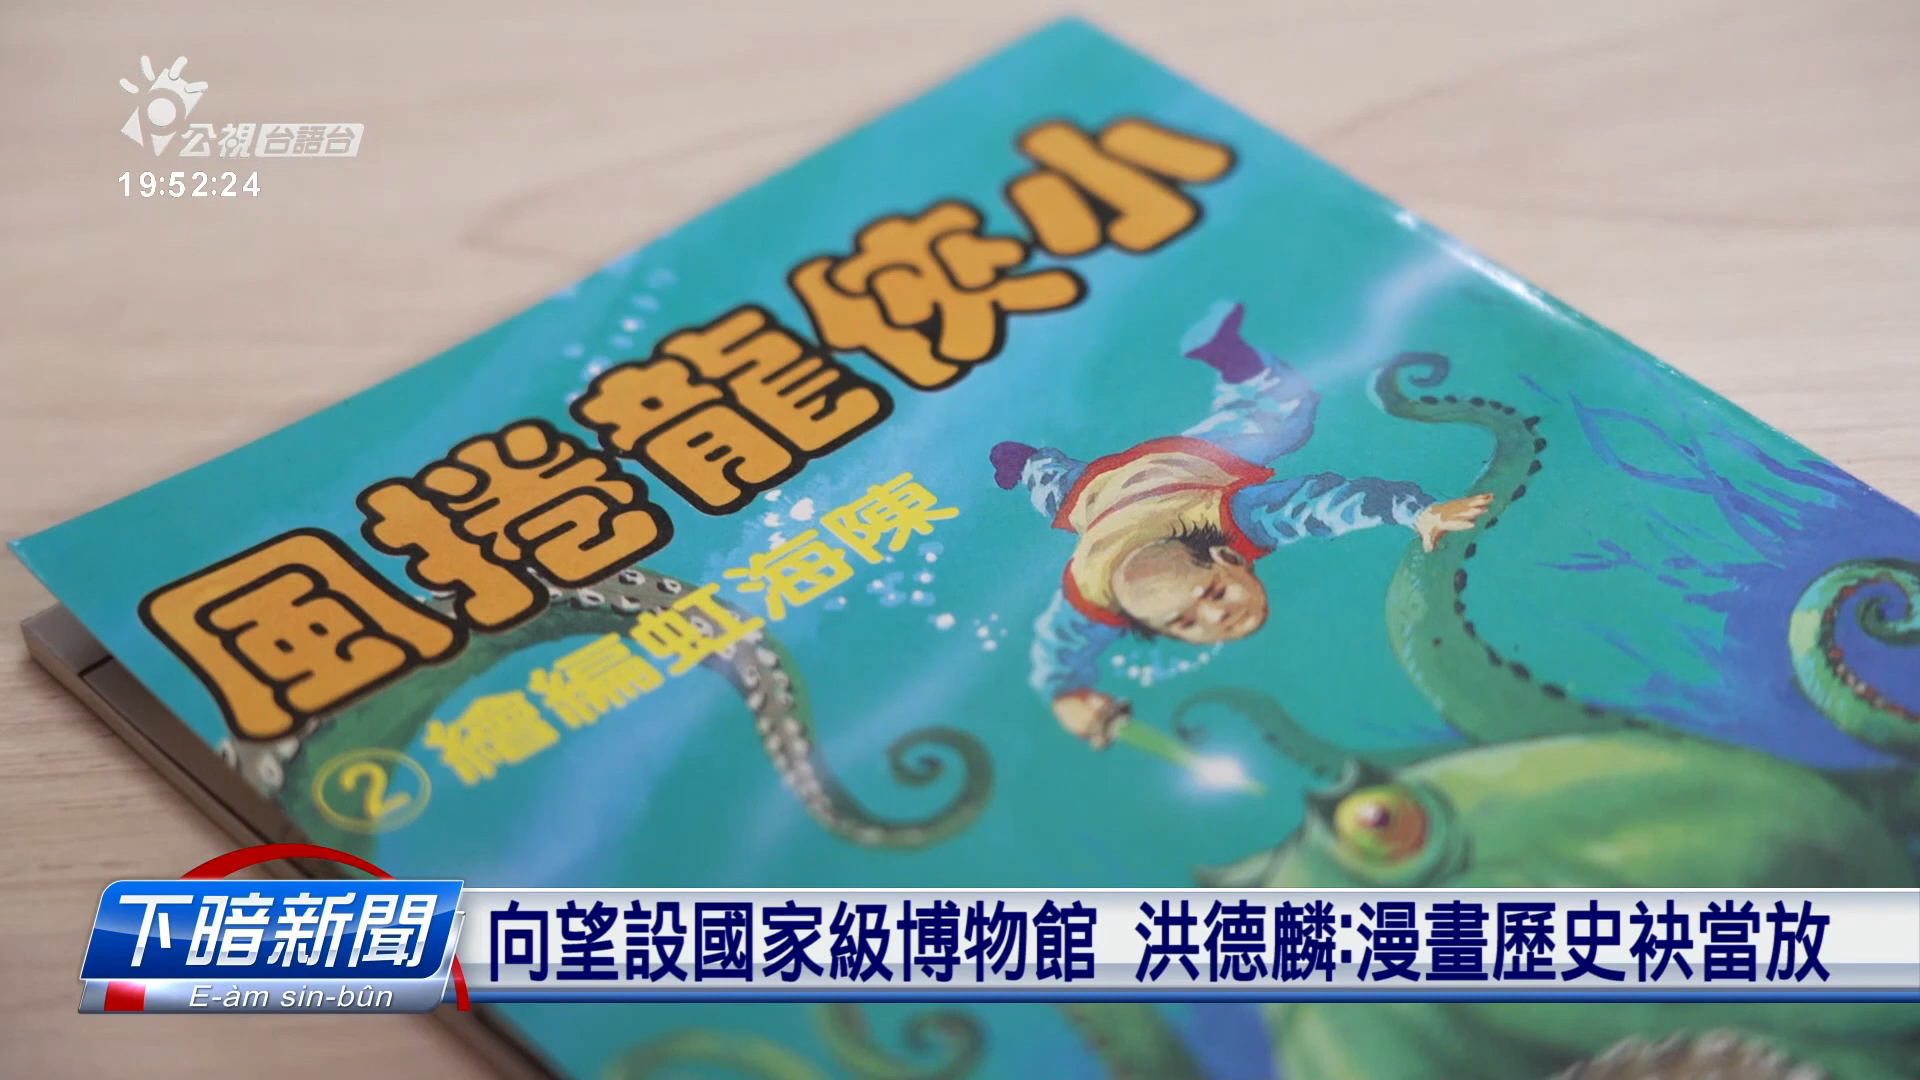 公視台語台
19:52:24
小俠龍捲風
陳海虹編繪
②
下暗新聞
E-àm sin-bûn
向望設國家級博物館 洪德麟:漫畫歷史袂當放